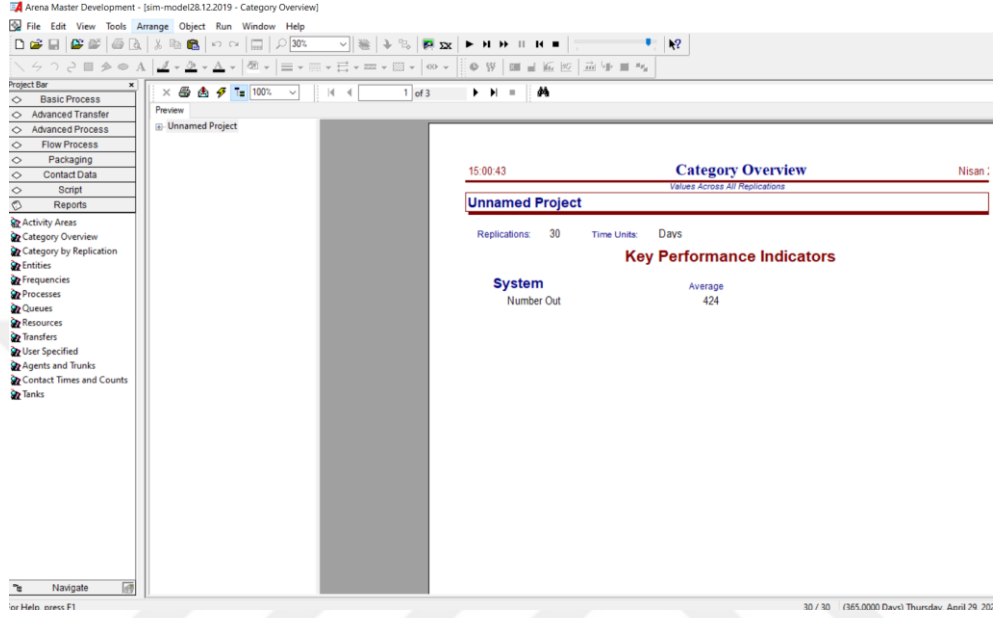 Arena Master Development - [sim-model28.12.2019 - Category Overview]
File Edit View Tools Arrange Object Run Window Help
30%
Project Bar
Basic Process
Advanced Transfer
Advanced Process
Flow Process
Packaging
Contact Data
Script
Reports
Activity Areas
Category Overview
Category by Replication
Entities
Frequencies
Processes
Queues
Resources
Transfers
User Specified
Agents and Trunks
Contact Times and Counts
Tanks
Navigate
100%
1 of 3
Preview
Unnamed Project
15:00:43 Category Overview Nisan
Values Across All Replications
Unnamed Project
Replications: 30 Time Units: Days
Key Performance Indicators
System Average
Number Out 424
For Help, press F1 30 / 30 (365.0000 Days) Thursday, April 29, 202